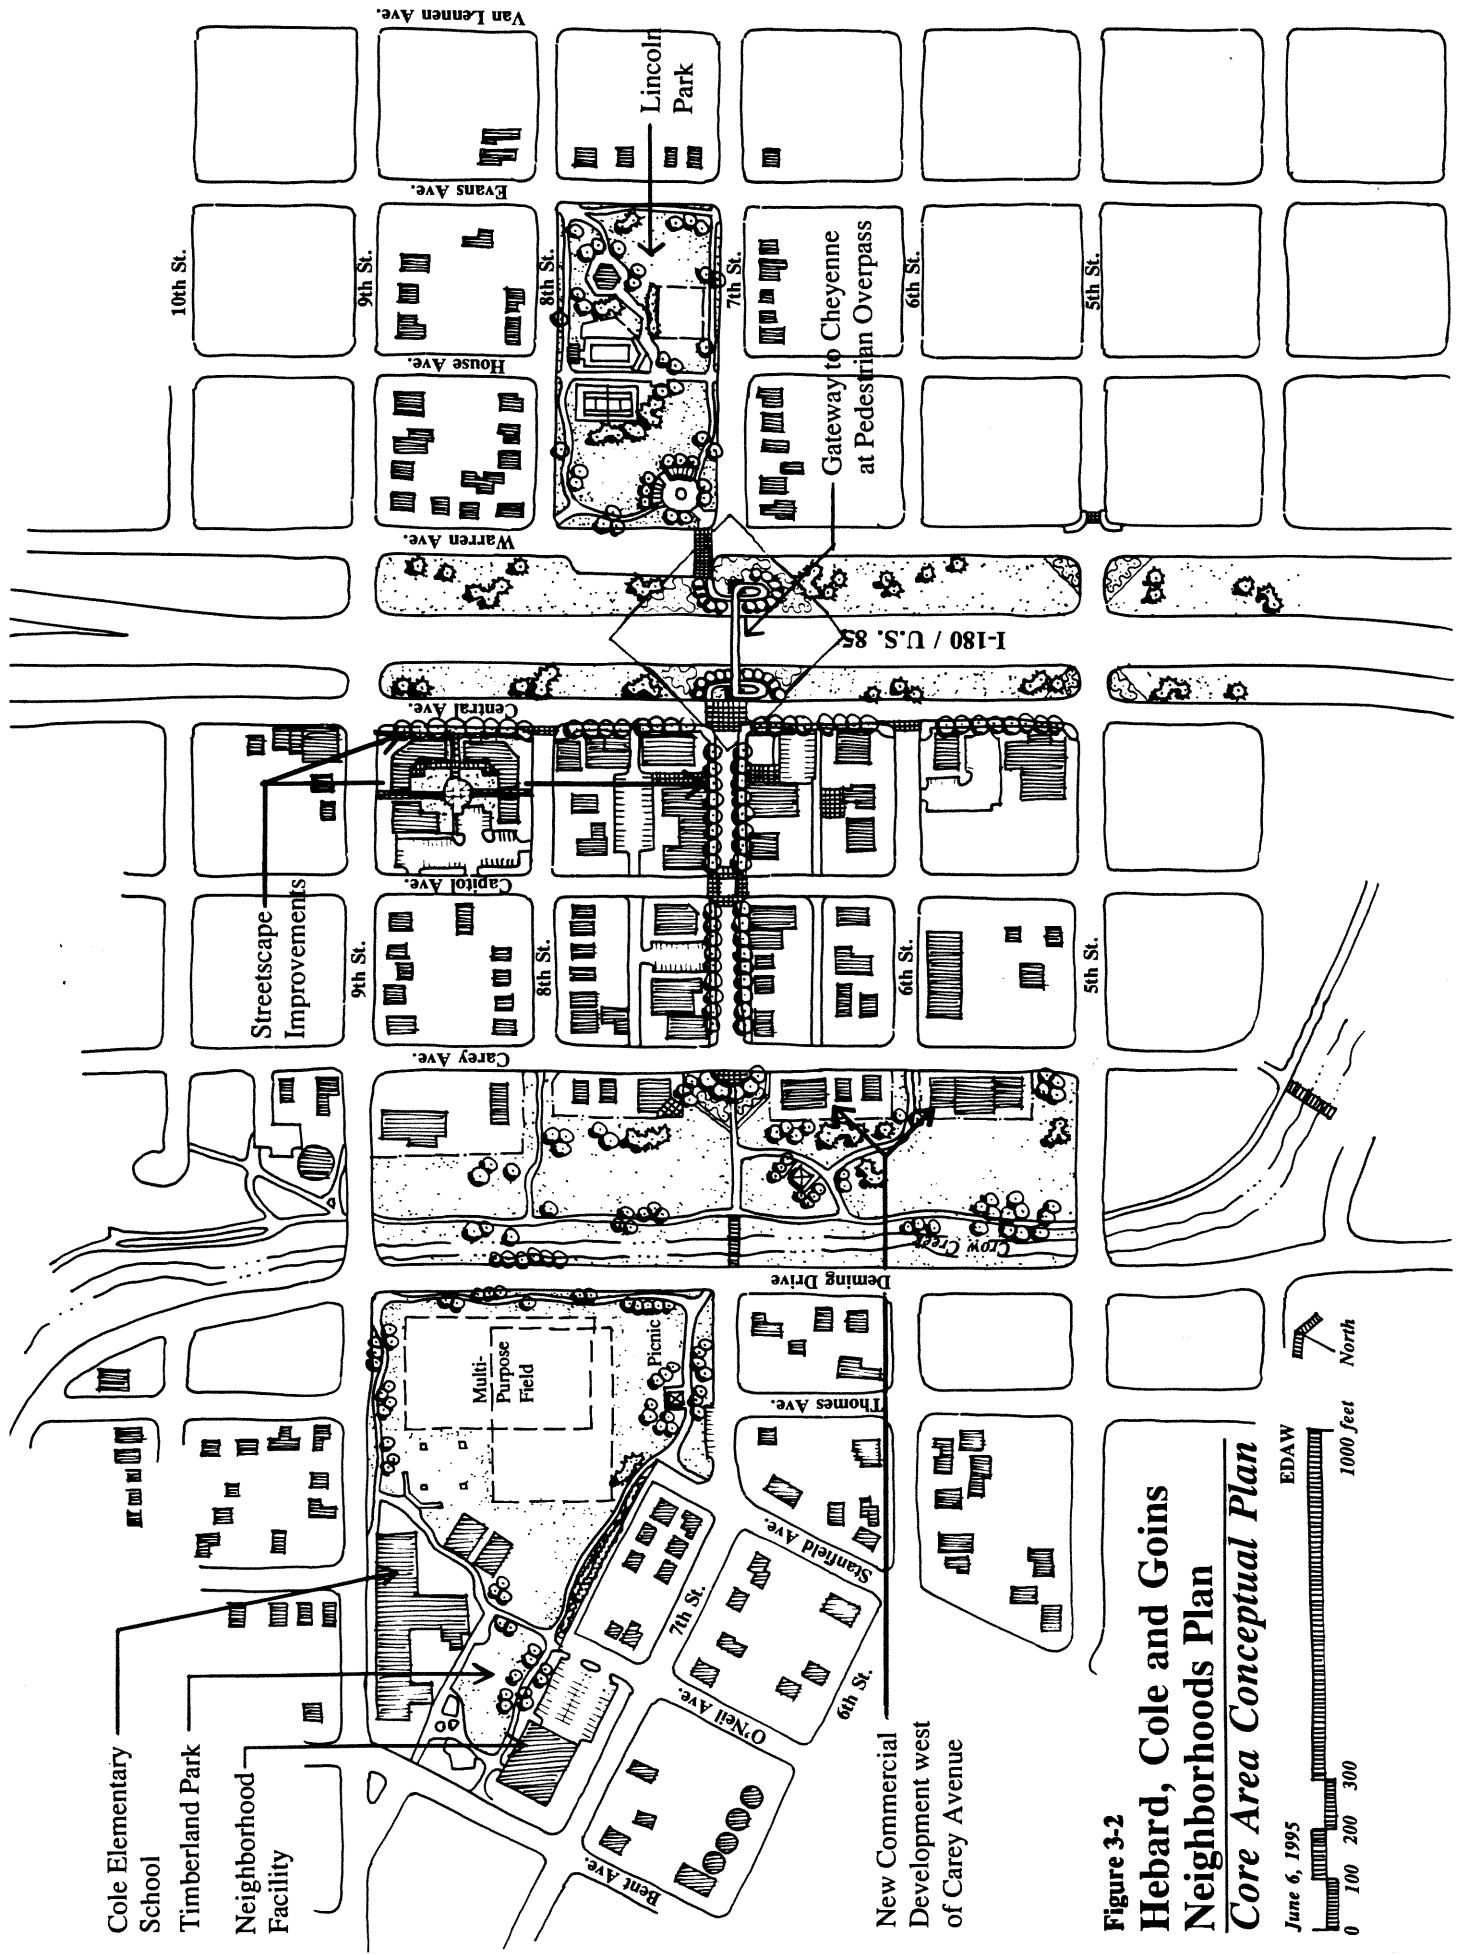 Cole Elementary
School
Timberland Park
Neighborhood
Facility
Streetscape
Improvements
New Commercial
Development west
of Carey Avenue
Gateway to Cheyenne
at Pedestrian Overpass
Lincoln
Park
10th St.
9th St.
8th St.
7th St.
6th St.
5th St.
9th St.
8th St.
6th St.
5th St.
7th St.
6th St.
Van Lennen Ave.
Evans Ave.
House Ave.
Warren Ave.
I-180 / U.S. 85
Central Ave.
Capitol Ave.
Carey Ave.
Crow Creek
Deming Drive
Thomes Ave.
Stanfield Ave.
O'Neil Ave.
Bent Ave.
Multi-
Purpose
Field
Picnic
Figure 3-2
Hebard, Cole and Goins
Neighborhoods Plan
Core Area Conceptual Plan
June 6, 1995
EDAW
0 100 200 300 1000 feet
North